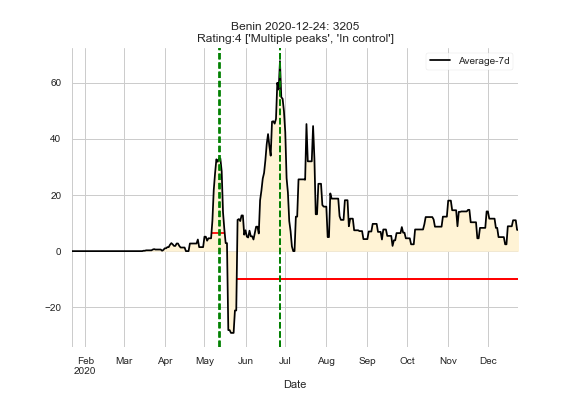 Benin 2020-12-24: 3205
Rating:4 ['Multiple peaks', 'In control']
Average-7d
60
40
20
0
−20
Feb Mar Apr May Jun Jul Aug Sep Oct Nov Dec
2020
Date